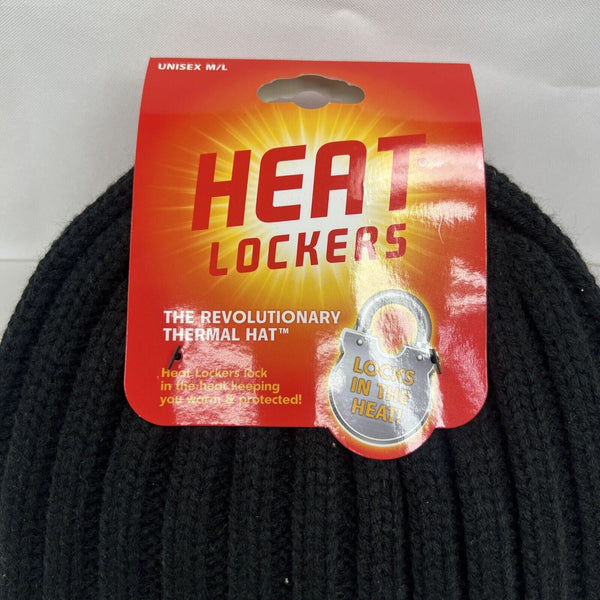 UNISEX M/L
HEAT
LOCKERS
THE REVOLUTIONARY
THERMAL HAT™
Heat Lockers lock
in the heat keeping
you warm & protected!
LOCKS
IN THE
HEAT!